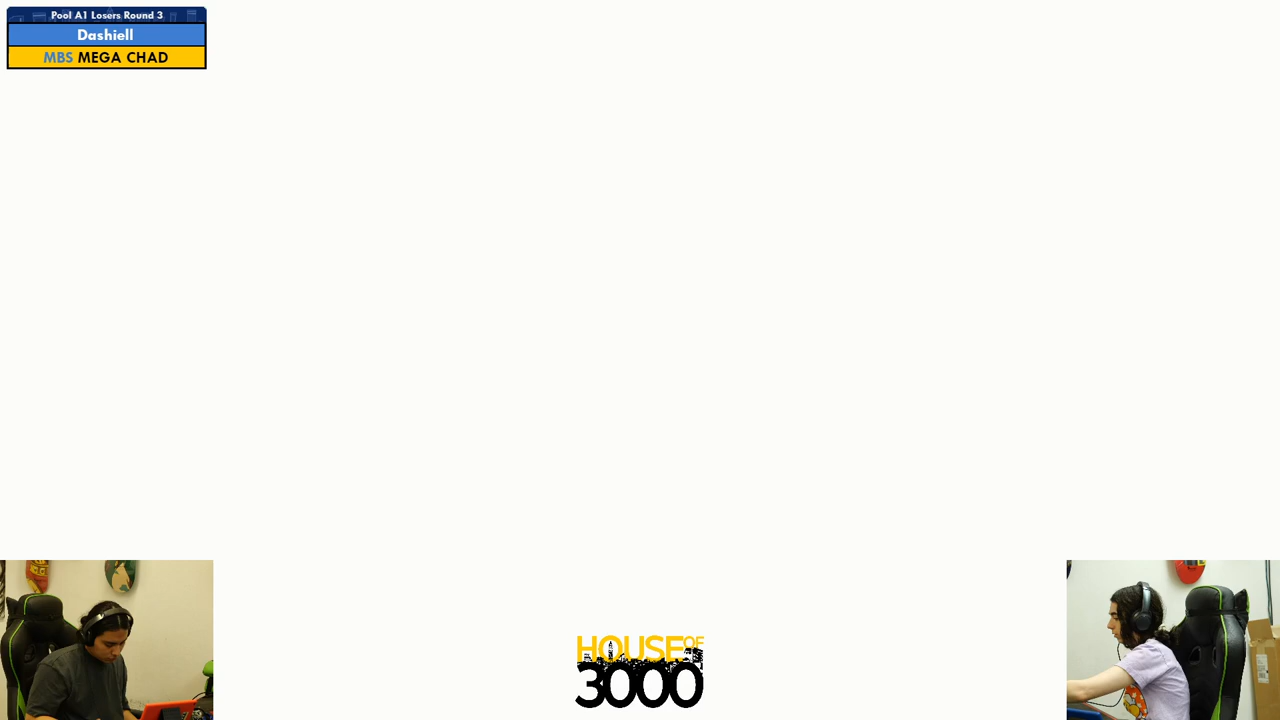 Pool A1 Losers Round 3
Dashiell
MBS MEGA CHAD
HOUSE OF
3000